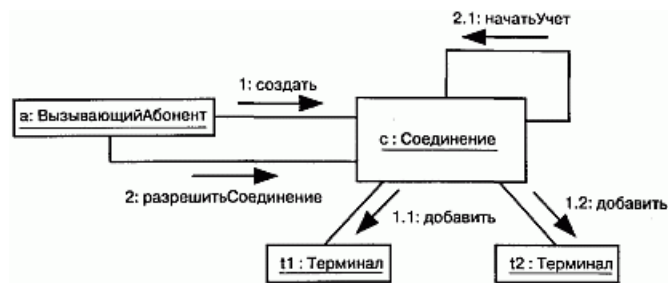 2.1: начатьУчет
1: создать
a: ВызывающийАбонент
c : Соединение
2: разрешитьСоединение
1.1: добавить
1.2: добавить
t1 : Терминал
t2 : Терминал